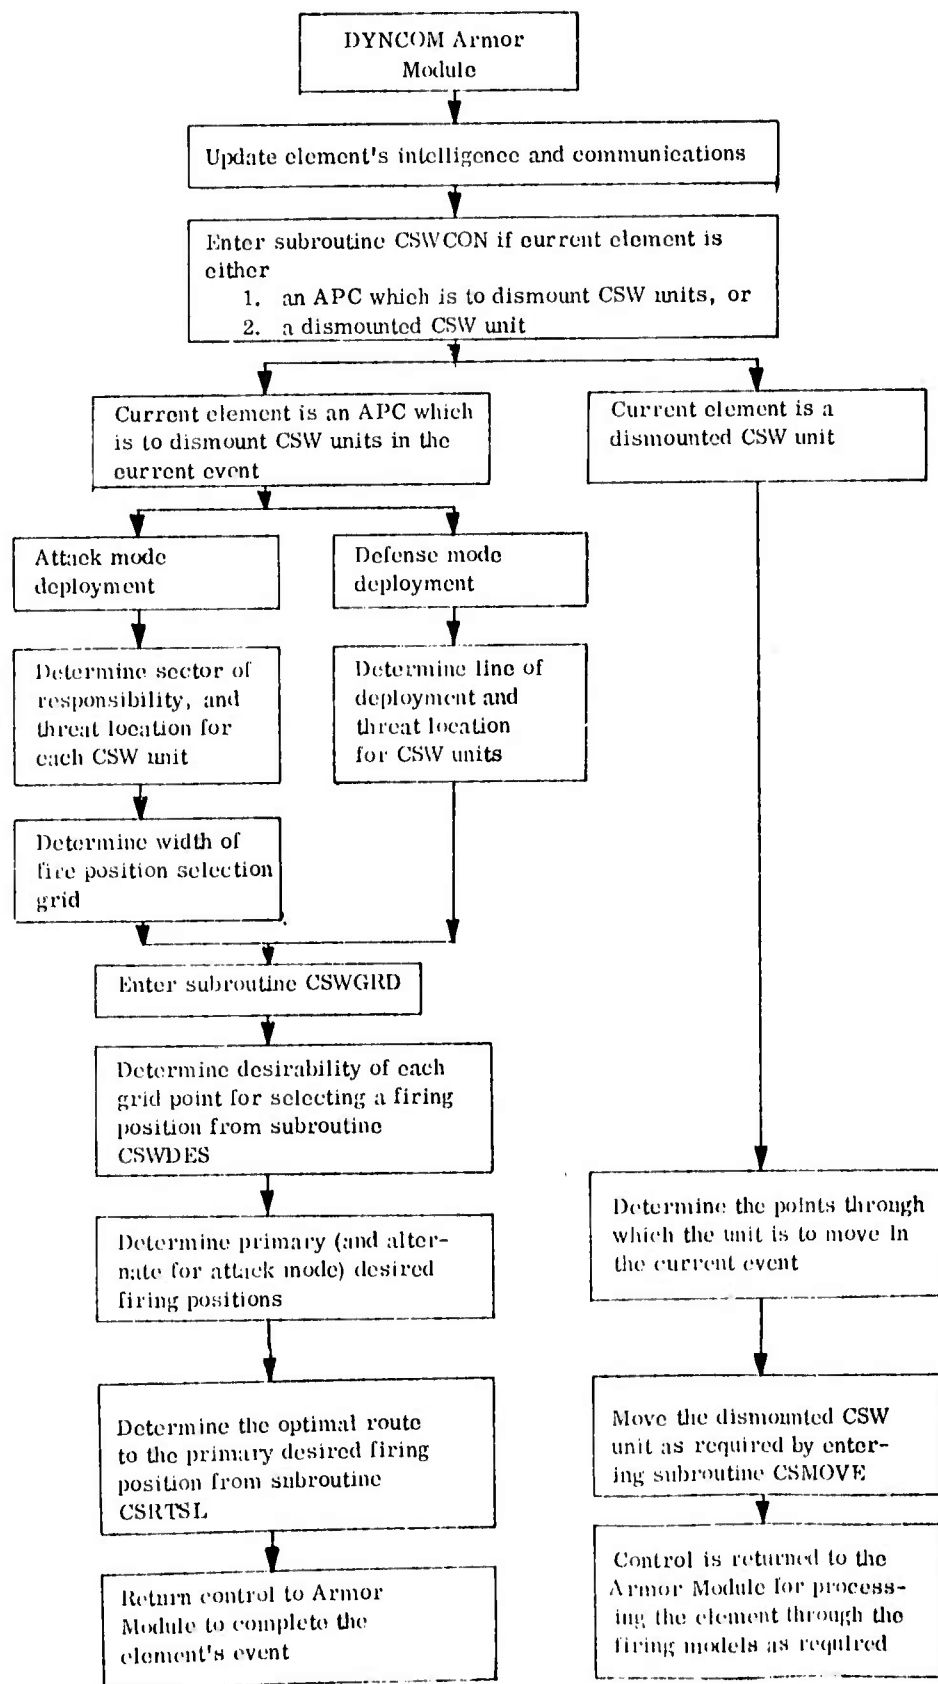 DYNCOM Armor
Module
Update element's intelligence and communications
Enter subroutine CSWCON if current element is
either
1. an APC which is to dismount CSW units, or
2. a dismounted CSW unit
Current element is an APC which
is to dismount CSW units in the
current event
Current element is a
dismounted CSW unit
Attack mode
deployment
Defense mode
deployment
Determine sector of
responsibility, and
threat location for
each CSW unit
Determine line of
deployment and
threat location
for CSW units
Determine width of
fire position selection
grid
Enter subroutine CSWGRD
Determine desirability of each
grid point for selecting a firing
position from subroutine
CSWDES
Determine primary (and alter-
nate for attack mode) desired
firing positions
Determine the optimal route
to the primary desired firing
position from subroutine
CSRTSL
Return control to Armor
Module to complete the
element's event
Determine the points through
which the unit is to move in
the current event
Move the dismounted CSW
unit as required by enter-
ing subroutine CSMOVE
Control is returned to the
Armor Module for process-
ing the element through the
firing models as required